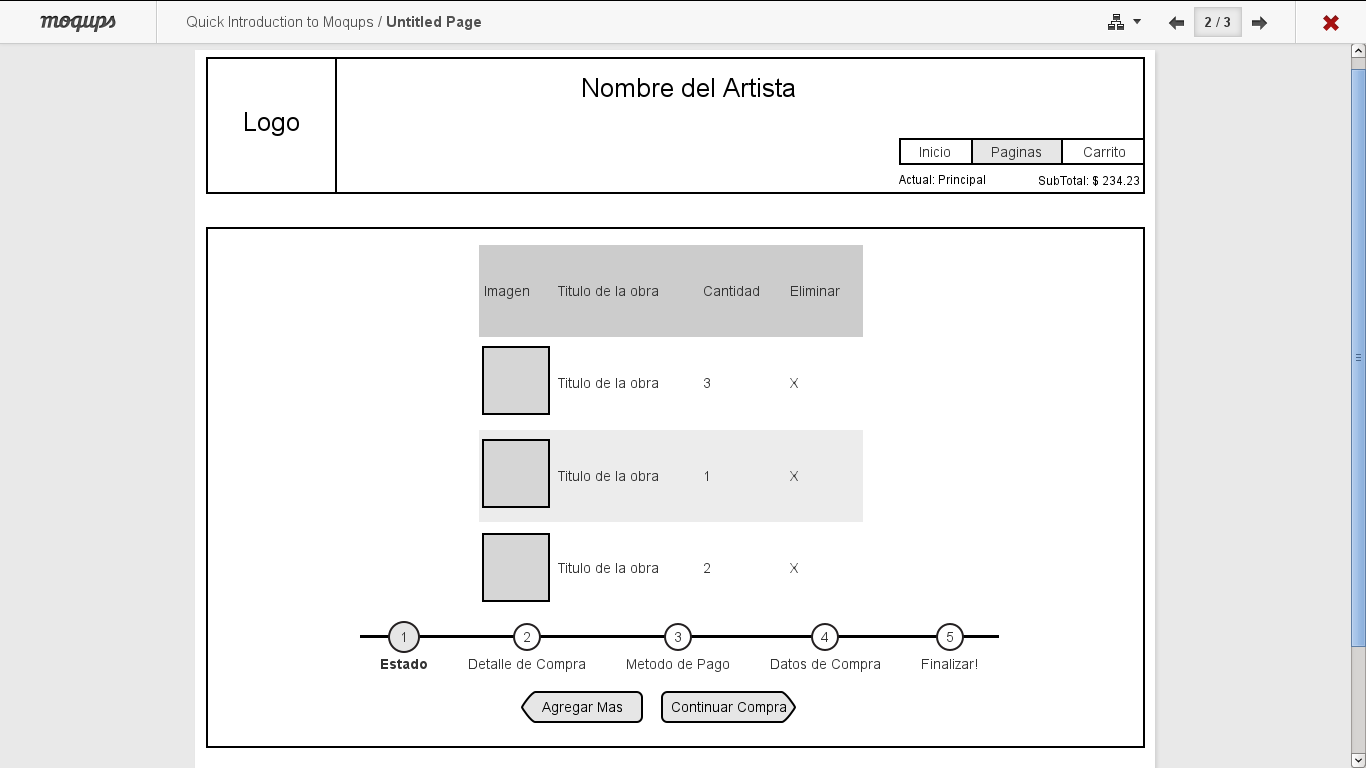 moqups
Quick Introduction to Moqups / Untitled Page
2 / 3
Logo
Nombre del Artista
Inicio Paginas Carrito
Actual: Principal SubTotal: $ 234.23
Imagen Titulo de la obra Cantidad Eliminar
Titulo de la obra 3 X
Titulo de la obra 1 X
Titulo de la obra 2 X
1 2 3 4 5
Estado Detalle de Compra Metodo de Pago Datos de Compra Finalizar!
Agregar Mas Continuar Compra